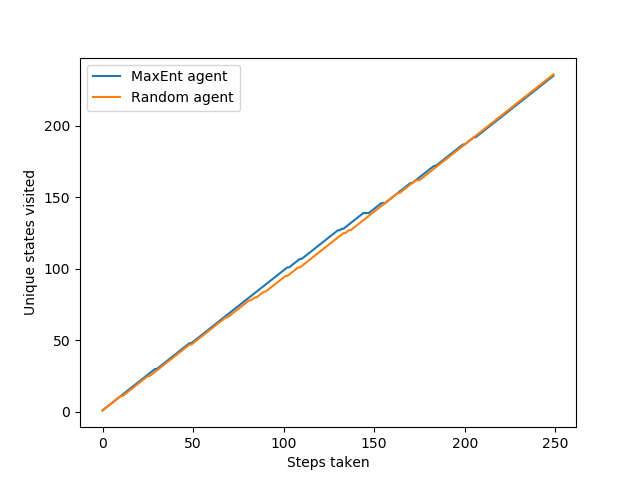 MaxEnt agent
Random agent
Unique states visited
200
150
100
50
0
0 50 100 150 200 250
Steps taken